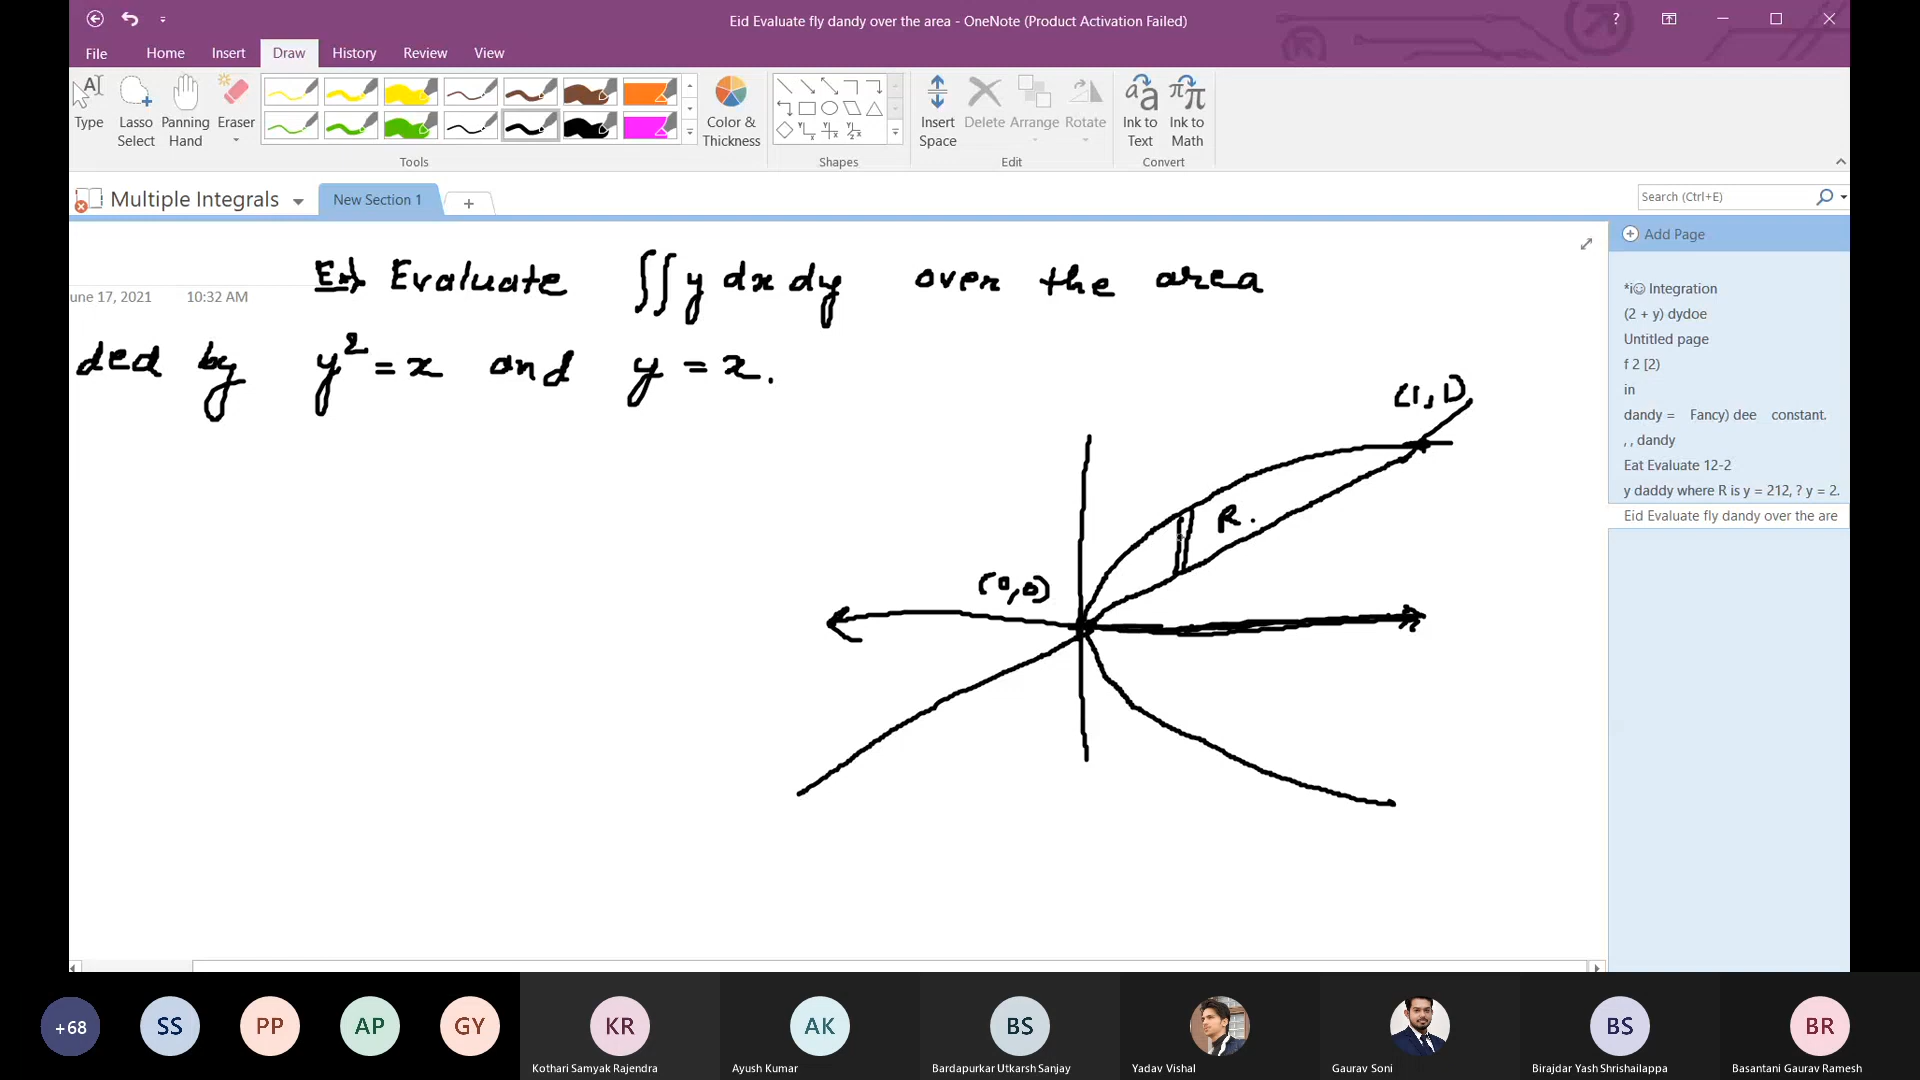 Eid Evaluate fly dandy over the area - OneNote (Product Activation Failed)
?
File Home Insert Draw History Review View
Type
Lasso Select
Panning Hand
Eraser
Color & Thickness
Insert Space
Delete
Arrange
Rotate
Ink to Text
Ink to Math
Tools
Shapes
Edit
Convert
Multiple Integrals
New Section 1
+
Search (Ctrl+E)
Add Page
Ex) Evaluate ∫∫ y dx dy over the area
une 17, 2021 10:32 AM
ded by y² = x and y = x.
(1, 1)
R.
(0,0)
*i☺ Integration
(2 + y) dydoe
Untitled page
f 2 [2)
in
dandy = Fancy) dee constant.
, , dandy
Eat Evaluate 12-2
y daddy where R is y = 212, ? y = 2.
Eid Evaluate fly dandy over the are
+68
SS
PP
AP
GY
KR
AK
BS
BS
BR
Kothari Samyak Rajendra
Ayush Kumar
Bardapurkar Utkarsh Sanjay
Yadav Vishal
Gaurav Soni
Birajdar Yash Shrishailappa
Basantani Gaurav Ramesh